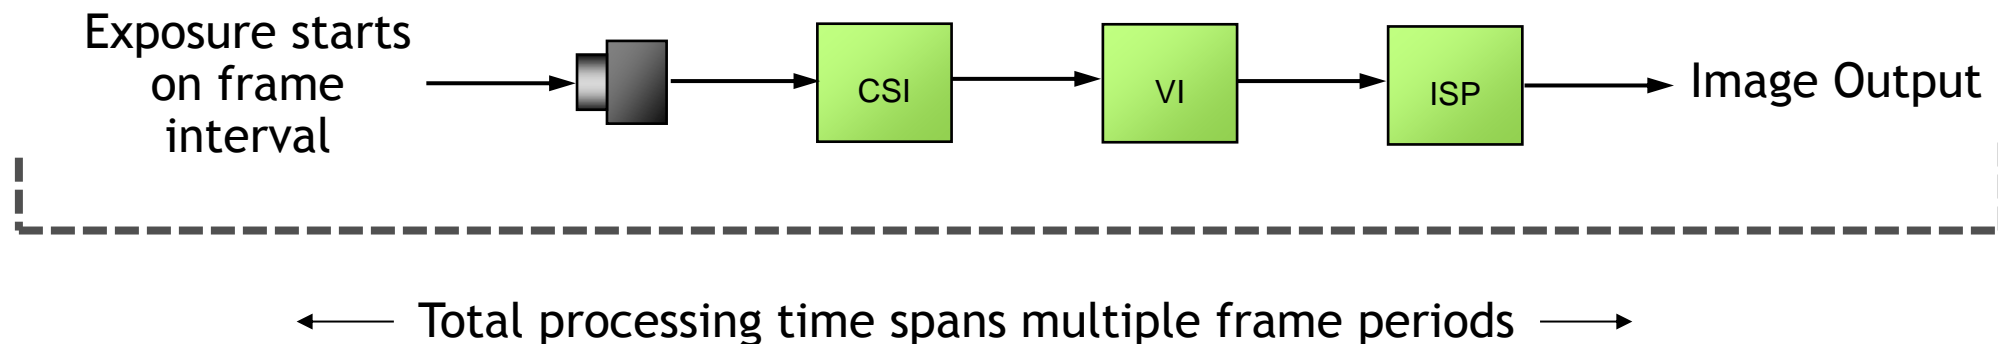 Exposure starts
on frame
interval
CSI
VI
ISP
Image Output
Total processing time spans multiple frame periods